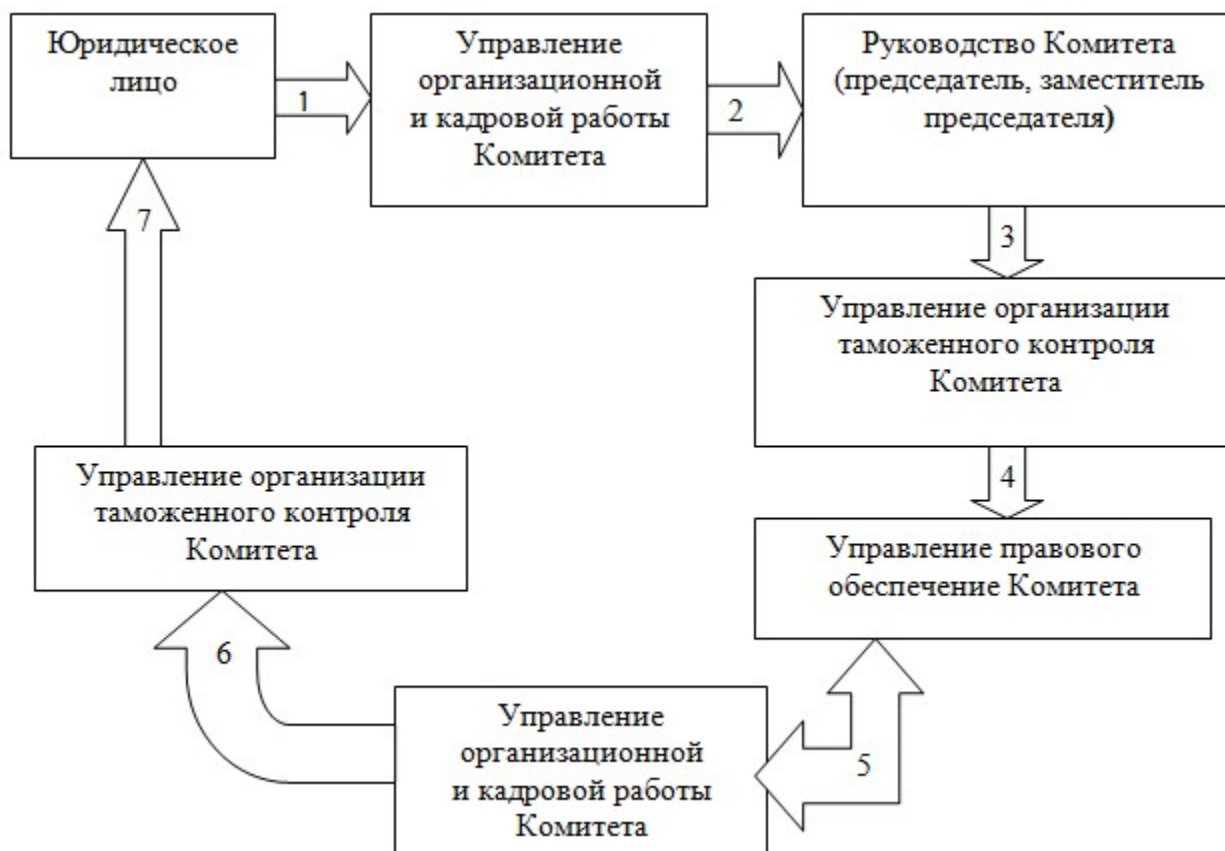 Юридическое
лицо
1
Управление
организационной
и кадровой работы
Комитета
2
Руководство Комитета
(председатель, заместитель
председателя)
3
Управление организации
таможенного контроля
Комитета
4
Управление правового
обеспечение Комитета
5
Управление
организационной
и кадровой работы
Комитета
6
Управление организации
таможенного контроля
Комитета
7